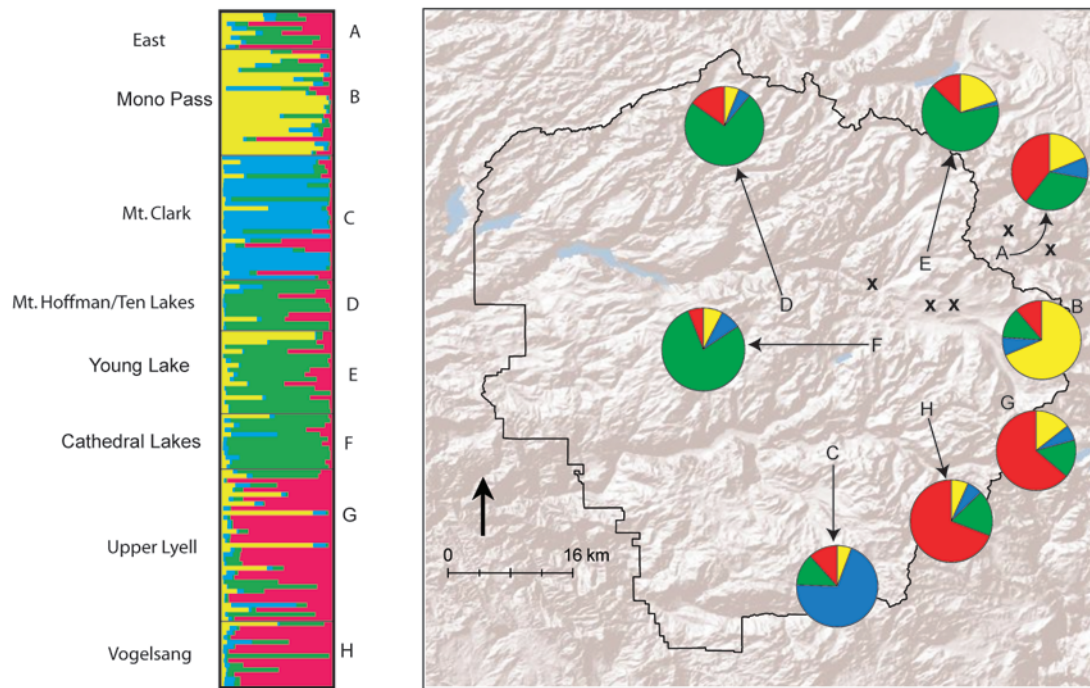 East
A
Mono Pass
B
Mt. Clark
C
Mt. Hoffman/Ten Lakes
D
Young Lake
E
Cathedral Lakes
F
Upper Lyell
G
Vogelsang
H
x
A
x
E
x
D
x x
B
F
H
G
C
0 16 km